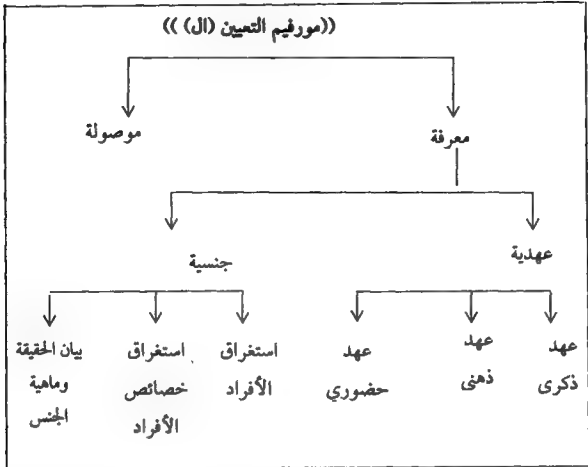 ((مورفيم التعيين (ال) ))
معرفة
موصولة
عهدية
جنسية
عهد
ذكرى
عهد
ذهنى
عهد
حضوري
استغراق
الأفراد
استغراق
خصائص
الأفراد
بيان الحقيقة
وماهية
الجنس